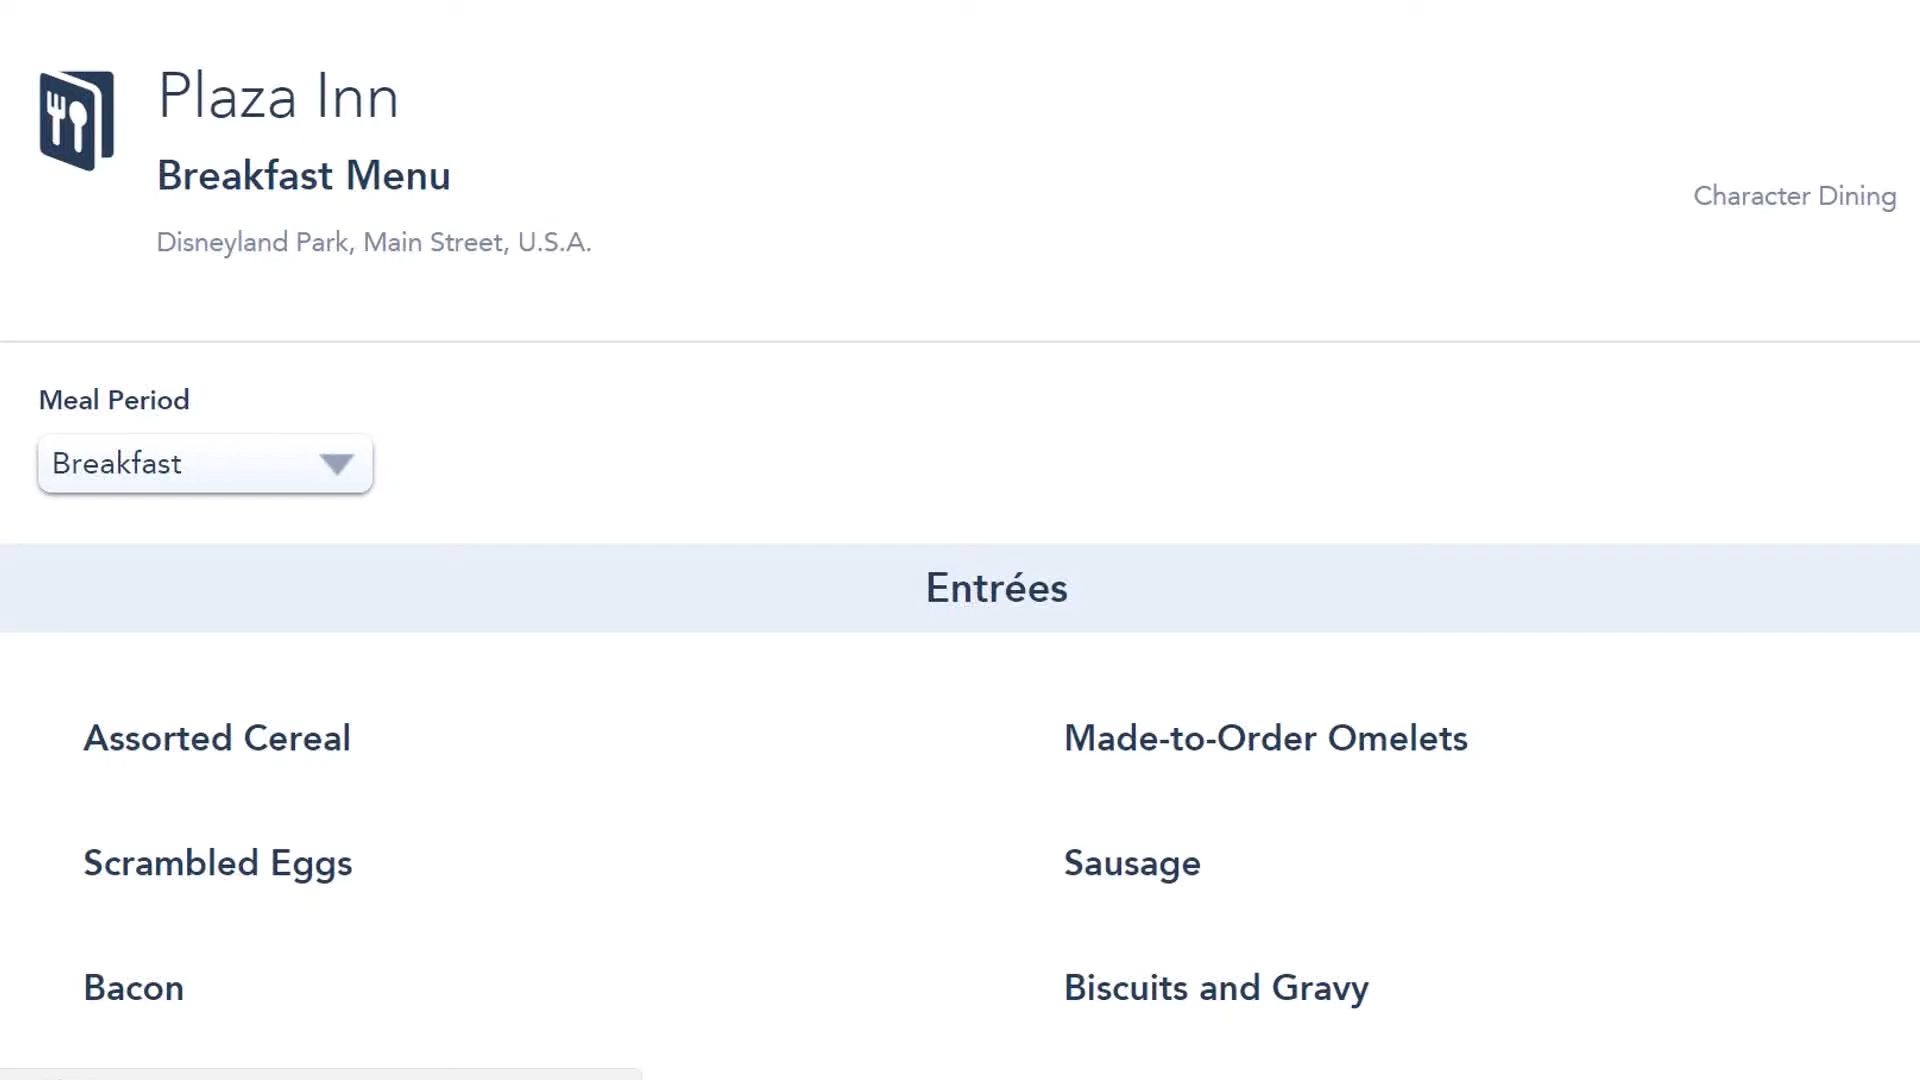 Plaza Inn
Breakfast Menu
Disneyland Park, Main Street, U.S.A.
Character Dining
Meal Period
Breakfast
Entrées
Assorted Cereal
Made-to-Order Omelets
Scrambled Eggs
Sausage
Bacon
Biscuits and Gravy